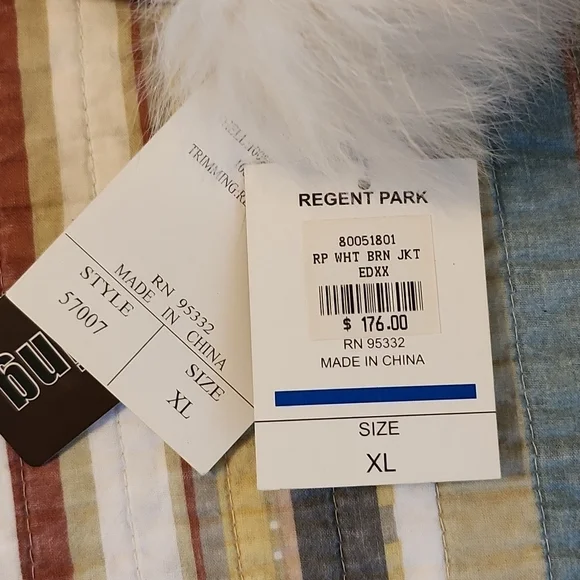 REGENT PARK
80051801
RP WHT BRN JKT
EDXX
$ 176.00
RN 95332
MADE IN CHINA
SIZE
XL
TRIMMING
RN 95332
MADE IN CHINA
STYLE
57007
SIZE
XL